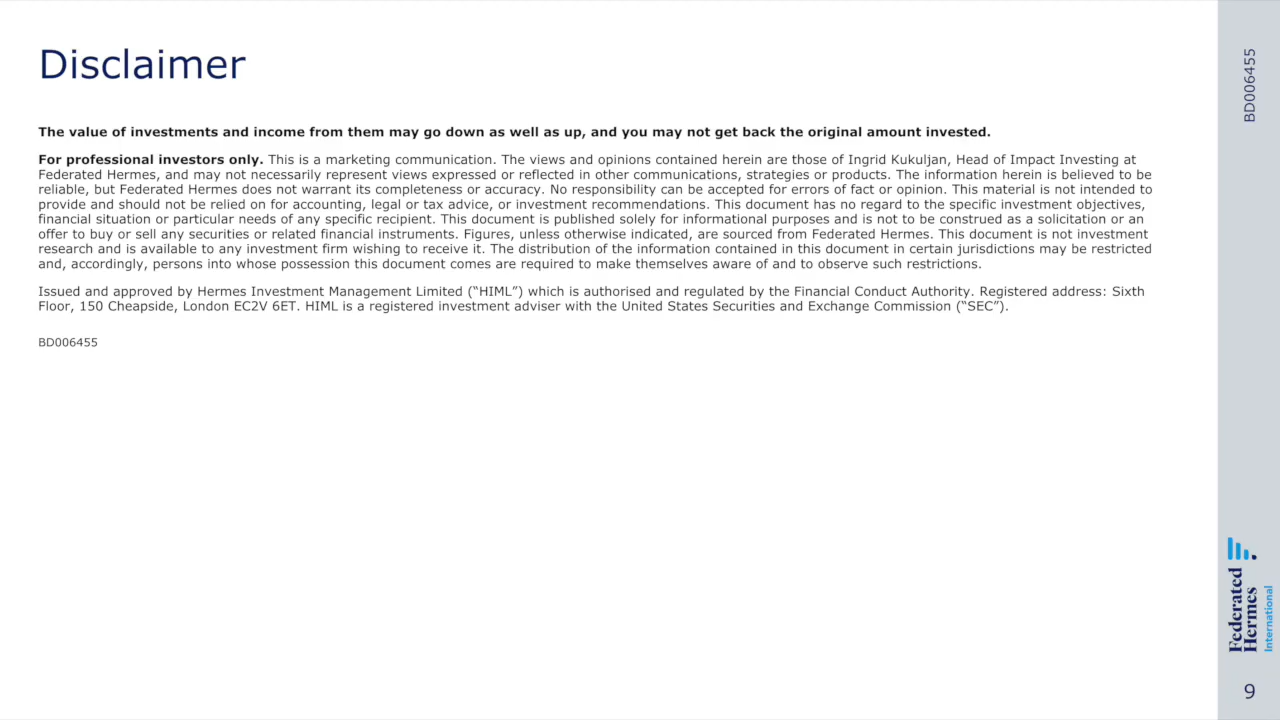 Disclaimer
The value of investments and income from them may go down as well as up, and you may not get back the original amount invested.
For professional investors only. This is a marketing communication. The views and opinions contained herein are those of Ingrid Kukuljan, Head of Impact Investing at
Federated Hermes, and may not necessarily represent views expressed or reflected in other communications, strategies or products. The information herein is believed to be
reliable, but Federated Hermes does not warrant its completeness or accuracy. No responsibility can be accepted for errors of fact or opinion. This material is not intended to
provide and should not be relied on for accounting, legal or tax advice, or investment recommendations. This document has no regard to the specific investment objectives,
financial situation or particular needs of any specific recipient. This document is published solely for informational purposes and is not to be construed as a solicitation or an
offer to buy or sell any securities or related financial instruments. Figures, unless otherwise indicated, are sourced from Federated Hermes. This document is not investment
research and is available to any investment firm wishing to receive it. The distribution of the information contained in this document in certain jurisdictions may be restricted
and, accordingly, persons into whose possession this document comes are required to make themselves aware of and to observe such restrictions.
Issued and approved by Hermes Investment Management Limited (“HIML”) which is authorised and regulated by the Financial Conduct Authority. Registered address: Sixth
Floor, 150 Cheapside, London EC2V 6ET. HIML is a registered investment adviser with the United States Securities and Exchange Commission (“SEC”).
BD006455
BD006455
Federated
Hermes
International
9